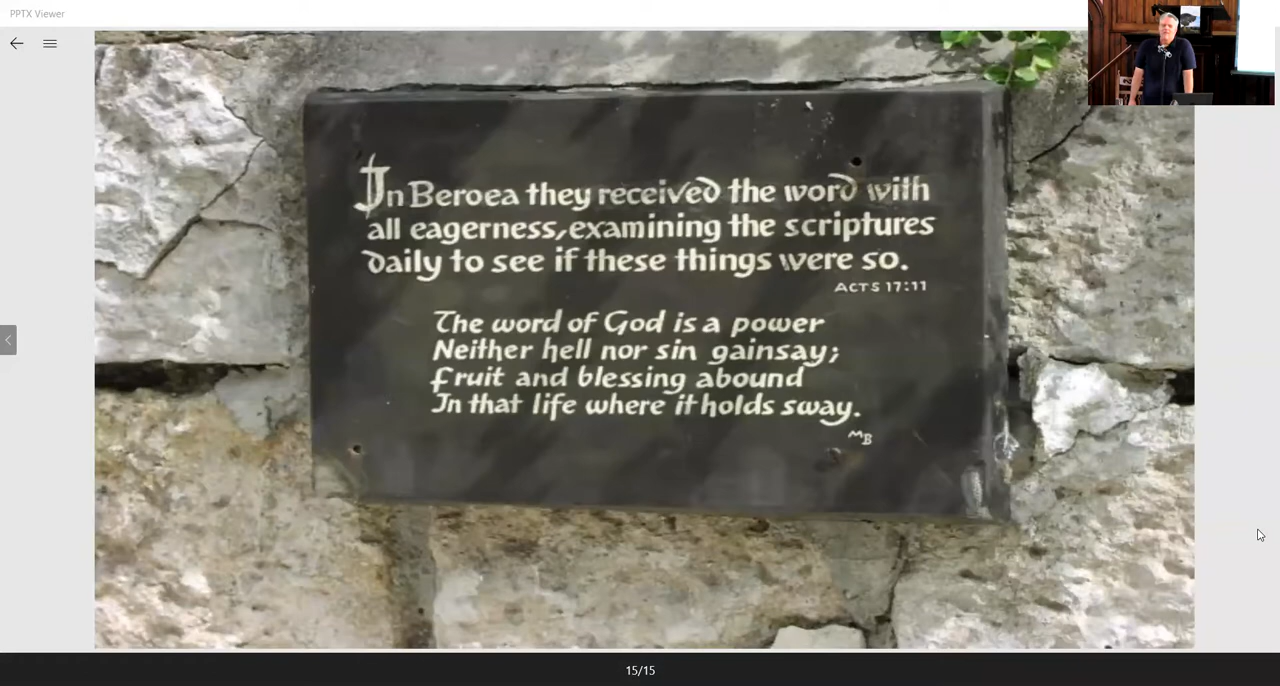 PPTX Viewer
In Beroea they received the word with
all eagerness, examining the scriptures
daily to see if these things were so.
ACTS 17:11
The word of God is a power
Neither hell nor sin gainsay;
Fruit and blessing abound
In that life where it holds sway.
MB
15/15